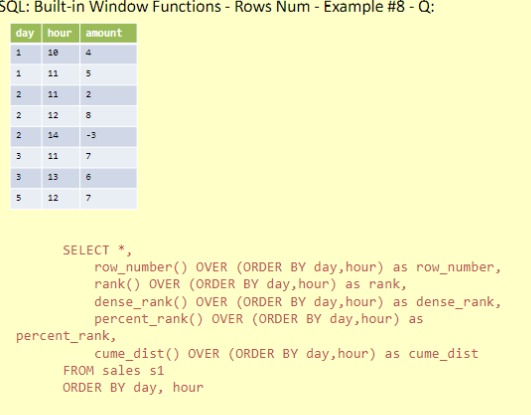 SQL: Built-in Window Functions - Rows Num - Example #8 - Q:
day hour amount
1 10 4
1 11 5
2 11 2
2 12 8
2 14 -3
3 11 7
3 13 6
5 12 7
SELECT *,
row_number() OVER (ORDER BY day,hour) as row_number,
rank() OVER (ORDER BY day,hour) as rank,
dense_rank() OVER (ORDER BY day,hour) as dense_rank,
percent_rank() OVER (ORDER BY day,hour) as
percent_rank,
cume_dist() OVER (ORDER BY day,hour) as cume_dist
FROM sales s1
ORDER BY day, hour